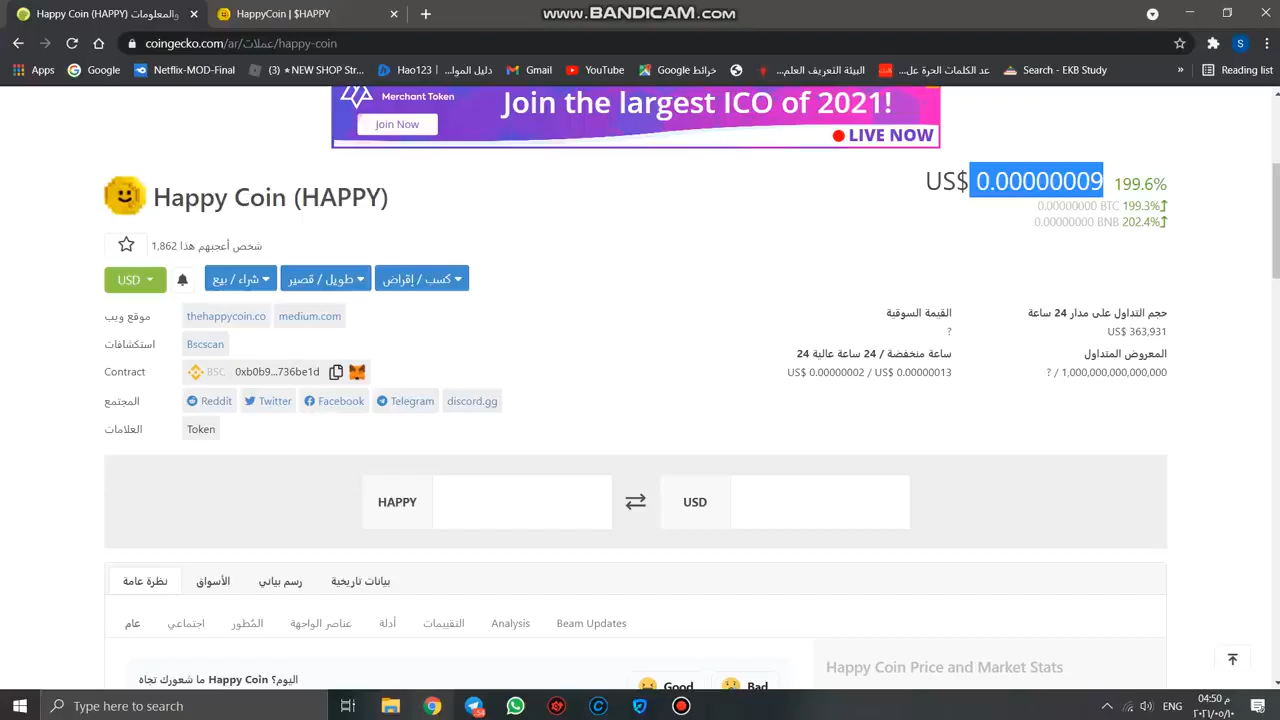 Happy Coin (HAPPY) والمعلومات
HappyCoin | $HAPPY
www.BANDICAM.com
coingecko.com/ar/عملات/happy-coin
S
Apps
Google
Netflix-MOD-Final
(3) ★NEW SHOP Str...
Hao123 | دليل الموا...
Gmail
YouTube
خرائط Google
البيئة التعريف العلم...
عد الكلمات الحرة عل...
Search - EKB Study
»
Reading list
Merchant Token
Join the largest ICO of 2021!
Join Now
LIVE NOW
Happy Coin (HAPPY)
US$ 0.00000009 199.6%
0.00000000 BTC 199.3%
0.00000000 BNB 202.4%
1,862 شخص أعجبهم هذا
USD
شراء / بيع
طويل / قصير
كسب / إقراض
موقع ويب thehappycoin.co medium.com
استكشافات Bscscan
Contract BSC 0xb0b9...736be1d
المجتمع Reddit Twitter Facebook Telegram discord.gg
العلامات Token
القيمة السوقية
?
حجم التداول على مدار 24 ساعة
US$ 363,931
24 ساعة منخفضة / 24 ساعة عالية
US$ 0.00000002 / US$ 0.00000013
المعروض المتداول
? / 1,000,000,000,000,000
HAPPY
USD
نظرة عامة
الأسواق
رسم بياني
بيانات تاريخية
عام
اجتماعي
المُطور
عناصر الواجهة
أدلة
التقييمات
Analysis
Beam Updates
ما شعورك تجاه Happy Coin اليوم؟
Good
Bad
Happy Coin Price and Market Stats
Type here to search
54
ENG
04:50 م